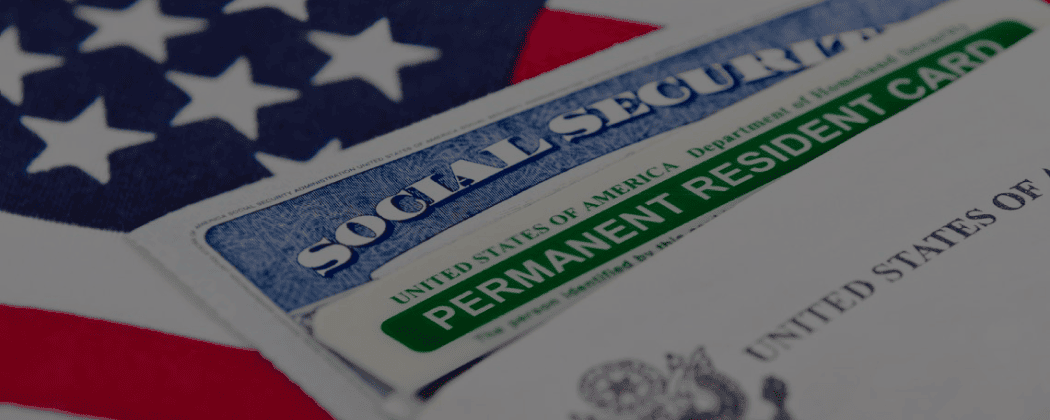 SOCIAL SECURITY
UNITED STATES OF AMERICA Department of Homeland Security
PERMANENT RESIDENT CARD
The person identified by this
UNITED STATES OF